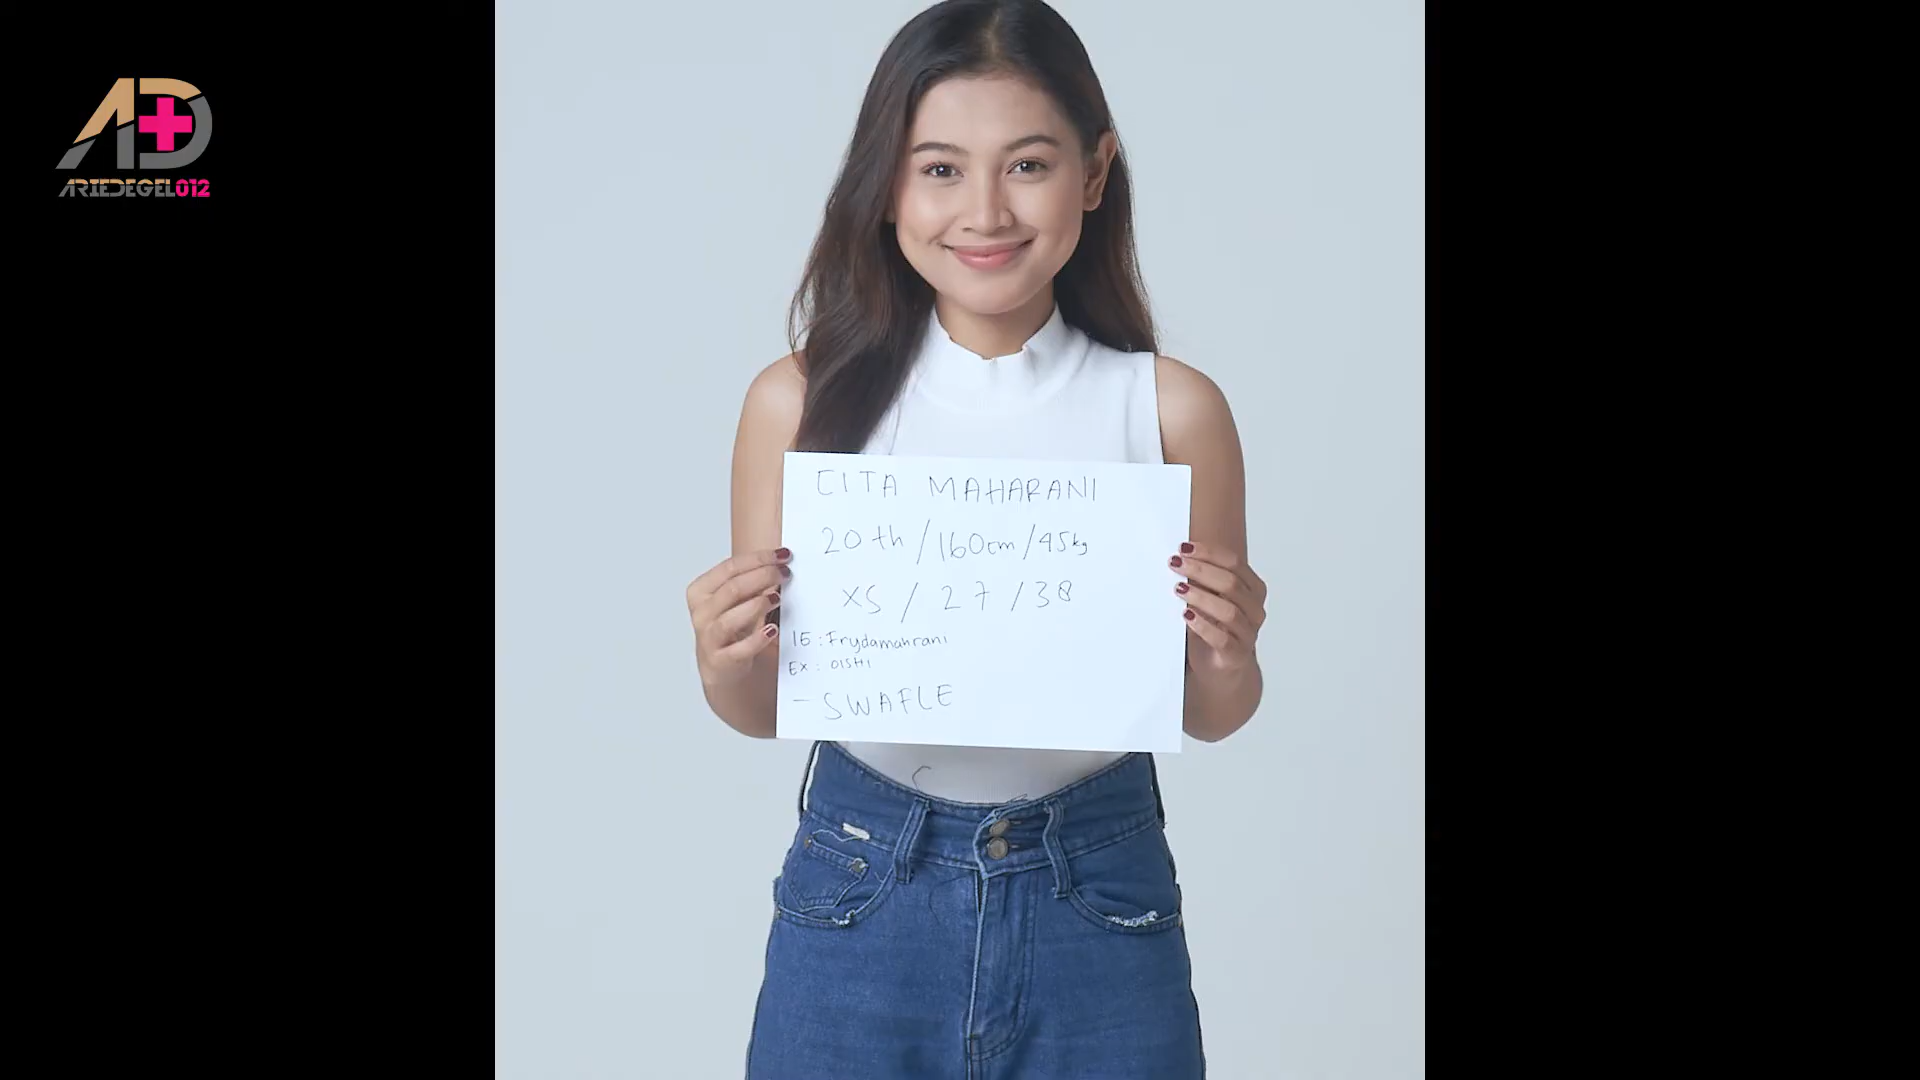 ARIEDEGEL012
CITA MAHARANI
20 th / 160cm / 45kg
XS / 27 / 38
IG : Frydamahrani
EX : OISHI
- SWAFLE